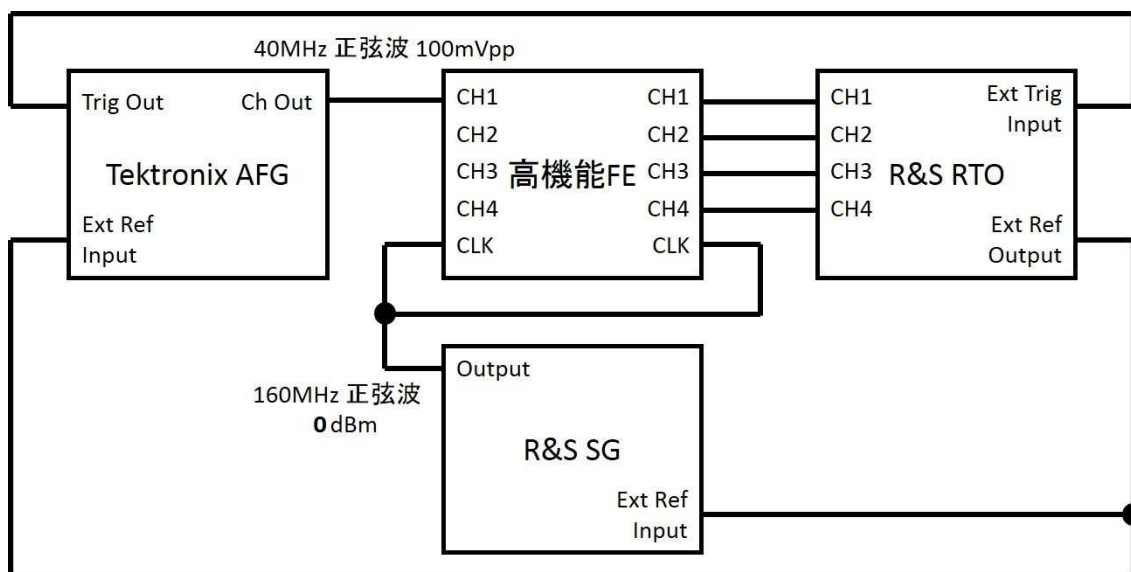 40MHz 正弦波 100mVpp
Trig Out
Ch Out
Tektronix AFG
Ext Ref
Input
CH1
CH2
CH3
CH4
CLK
高機能FE
CH1
CH2
CH3
CH4
CLK
CH1
CH2
CH3
CH4
Ext Trig
Input
R&S RTO
Ext Ref
Output
160MHz 正弦波
0 dBm
Output
R&S SG
Ext Ref
Input